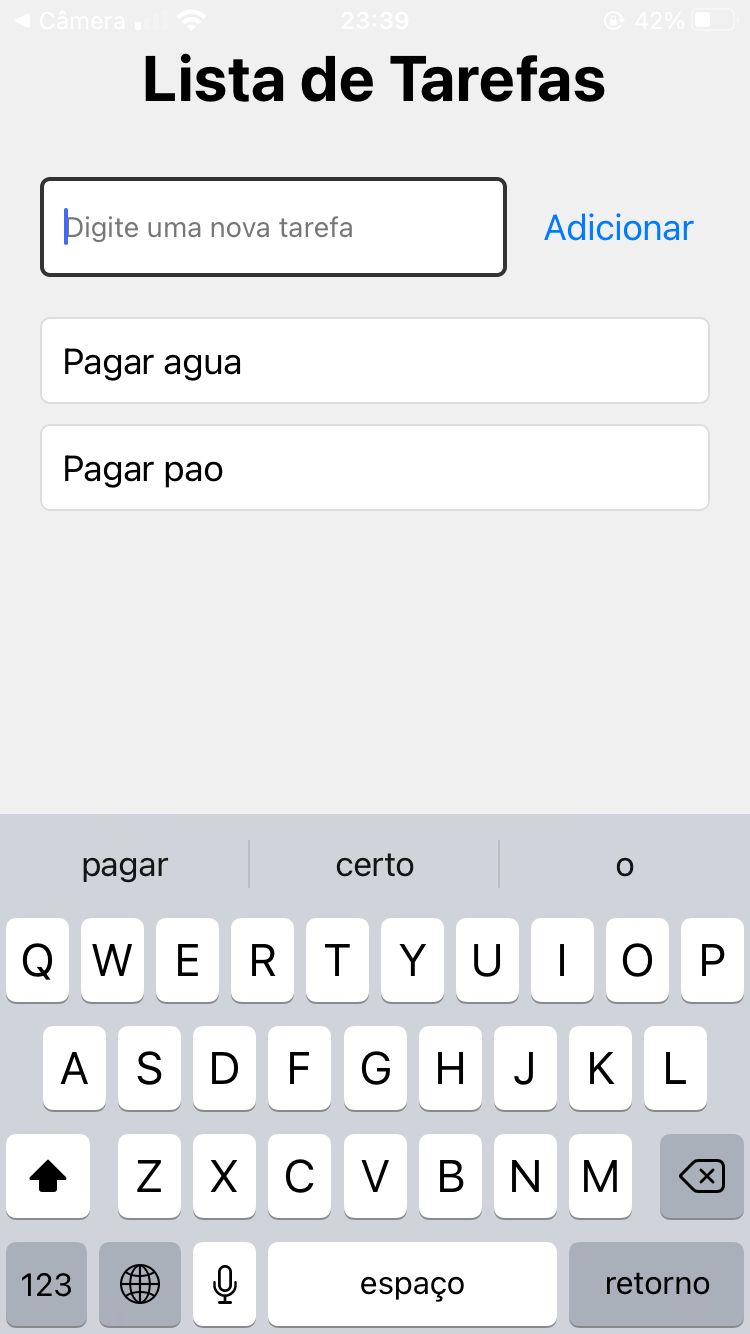 Câmera 23:39 42%
Lista de Tarefas
Digite uma nova tarefa Adicionar
Pagar agua
Pagar pao
pagar certo o
Q W E R T Y U I O P
A S D F G H J K L
Z X C V B N M
123 espaço retorno